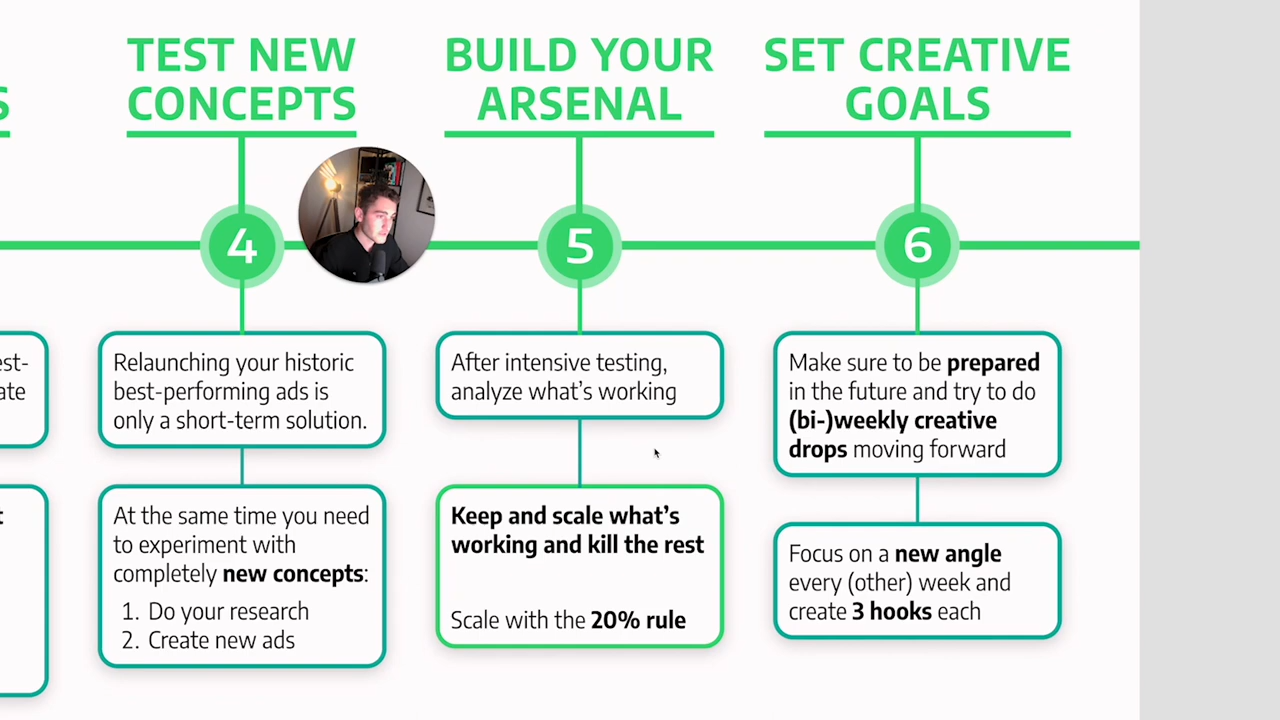 TEST NEW
CONCEPTS
BUILD YOUR
ARSENAL
SET CREATIVE
GOALS
S
4
5
6
est-
ate
t
Relaunching your historic
best-performing ads is
only a short-term solution.
At the same time you need
to experiment with
completely new concepts:
1. Do your research
2. Create new ads
After intensive testing,
analyze what's working
Keep and scale what's
working and kill the rest
Scale with the 20% rule
Make sure to be prepared
in the future and try to do
(bi-)weekly creative
drops moving forward
Focus on a new angle
every (other) week and
create 3 hooks each